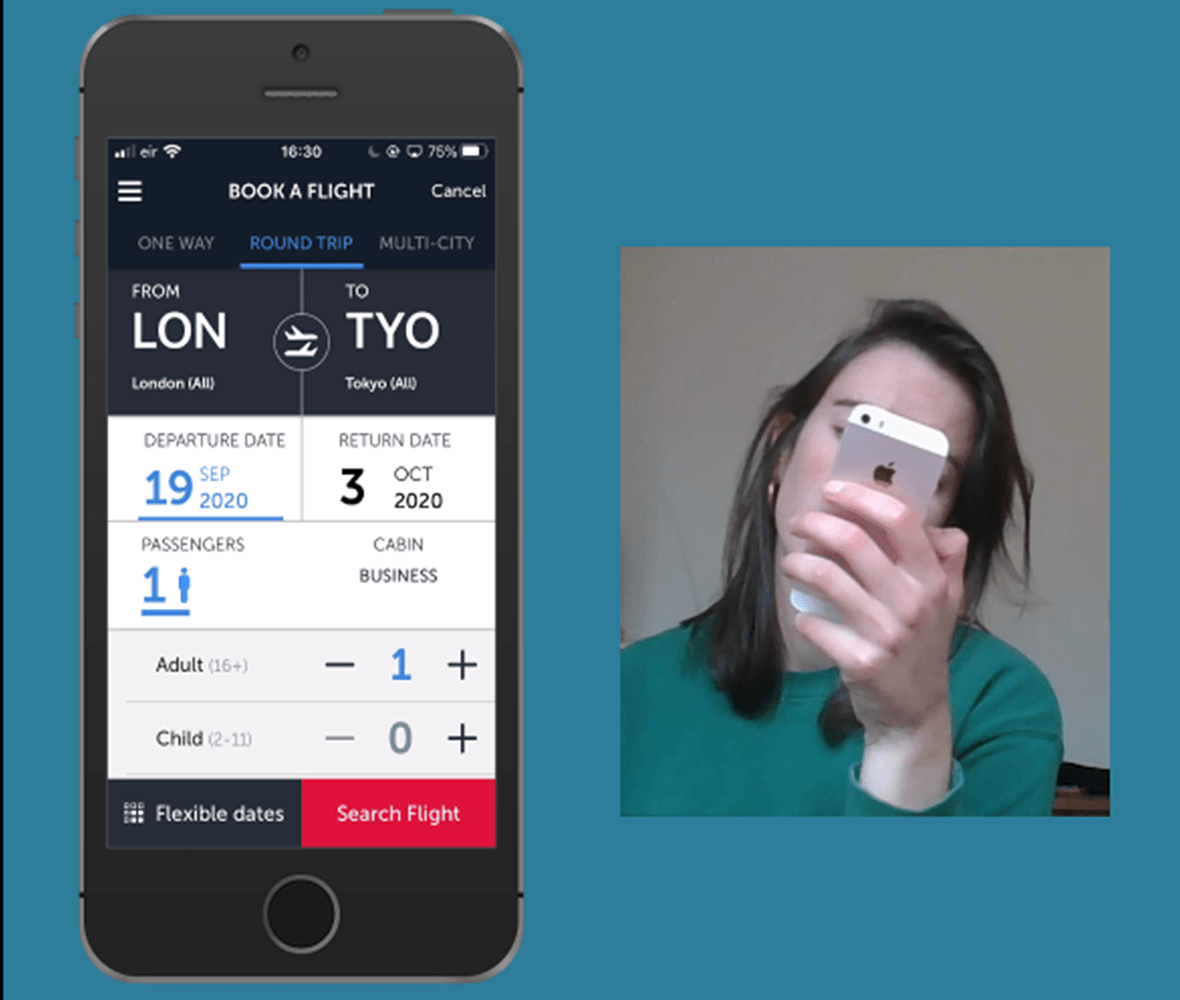 eir 16:30 75%
BOOK A FLIGHT Cancel
ONE WAY ROUND TRIP MULTI-CITY
FROM TO
LON TYO
London (All) Tokyo (All)
DEPARTURE DATE RETURN DATE
19 SEP 2020 3 OCT 2020
PASSENGERS CABIN
1 BUSINESS
Adult (16+) — 1 +
Child (2-11) — 0 +
Flexible dates Search Flight